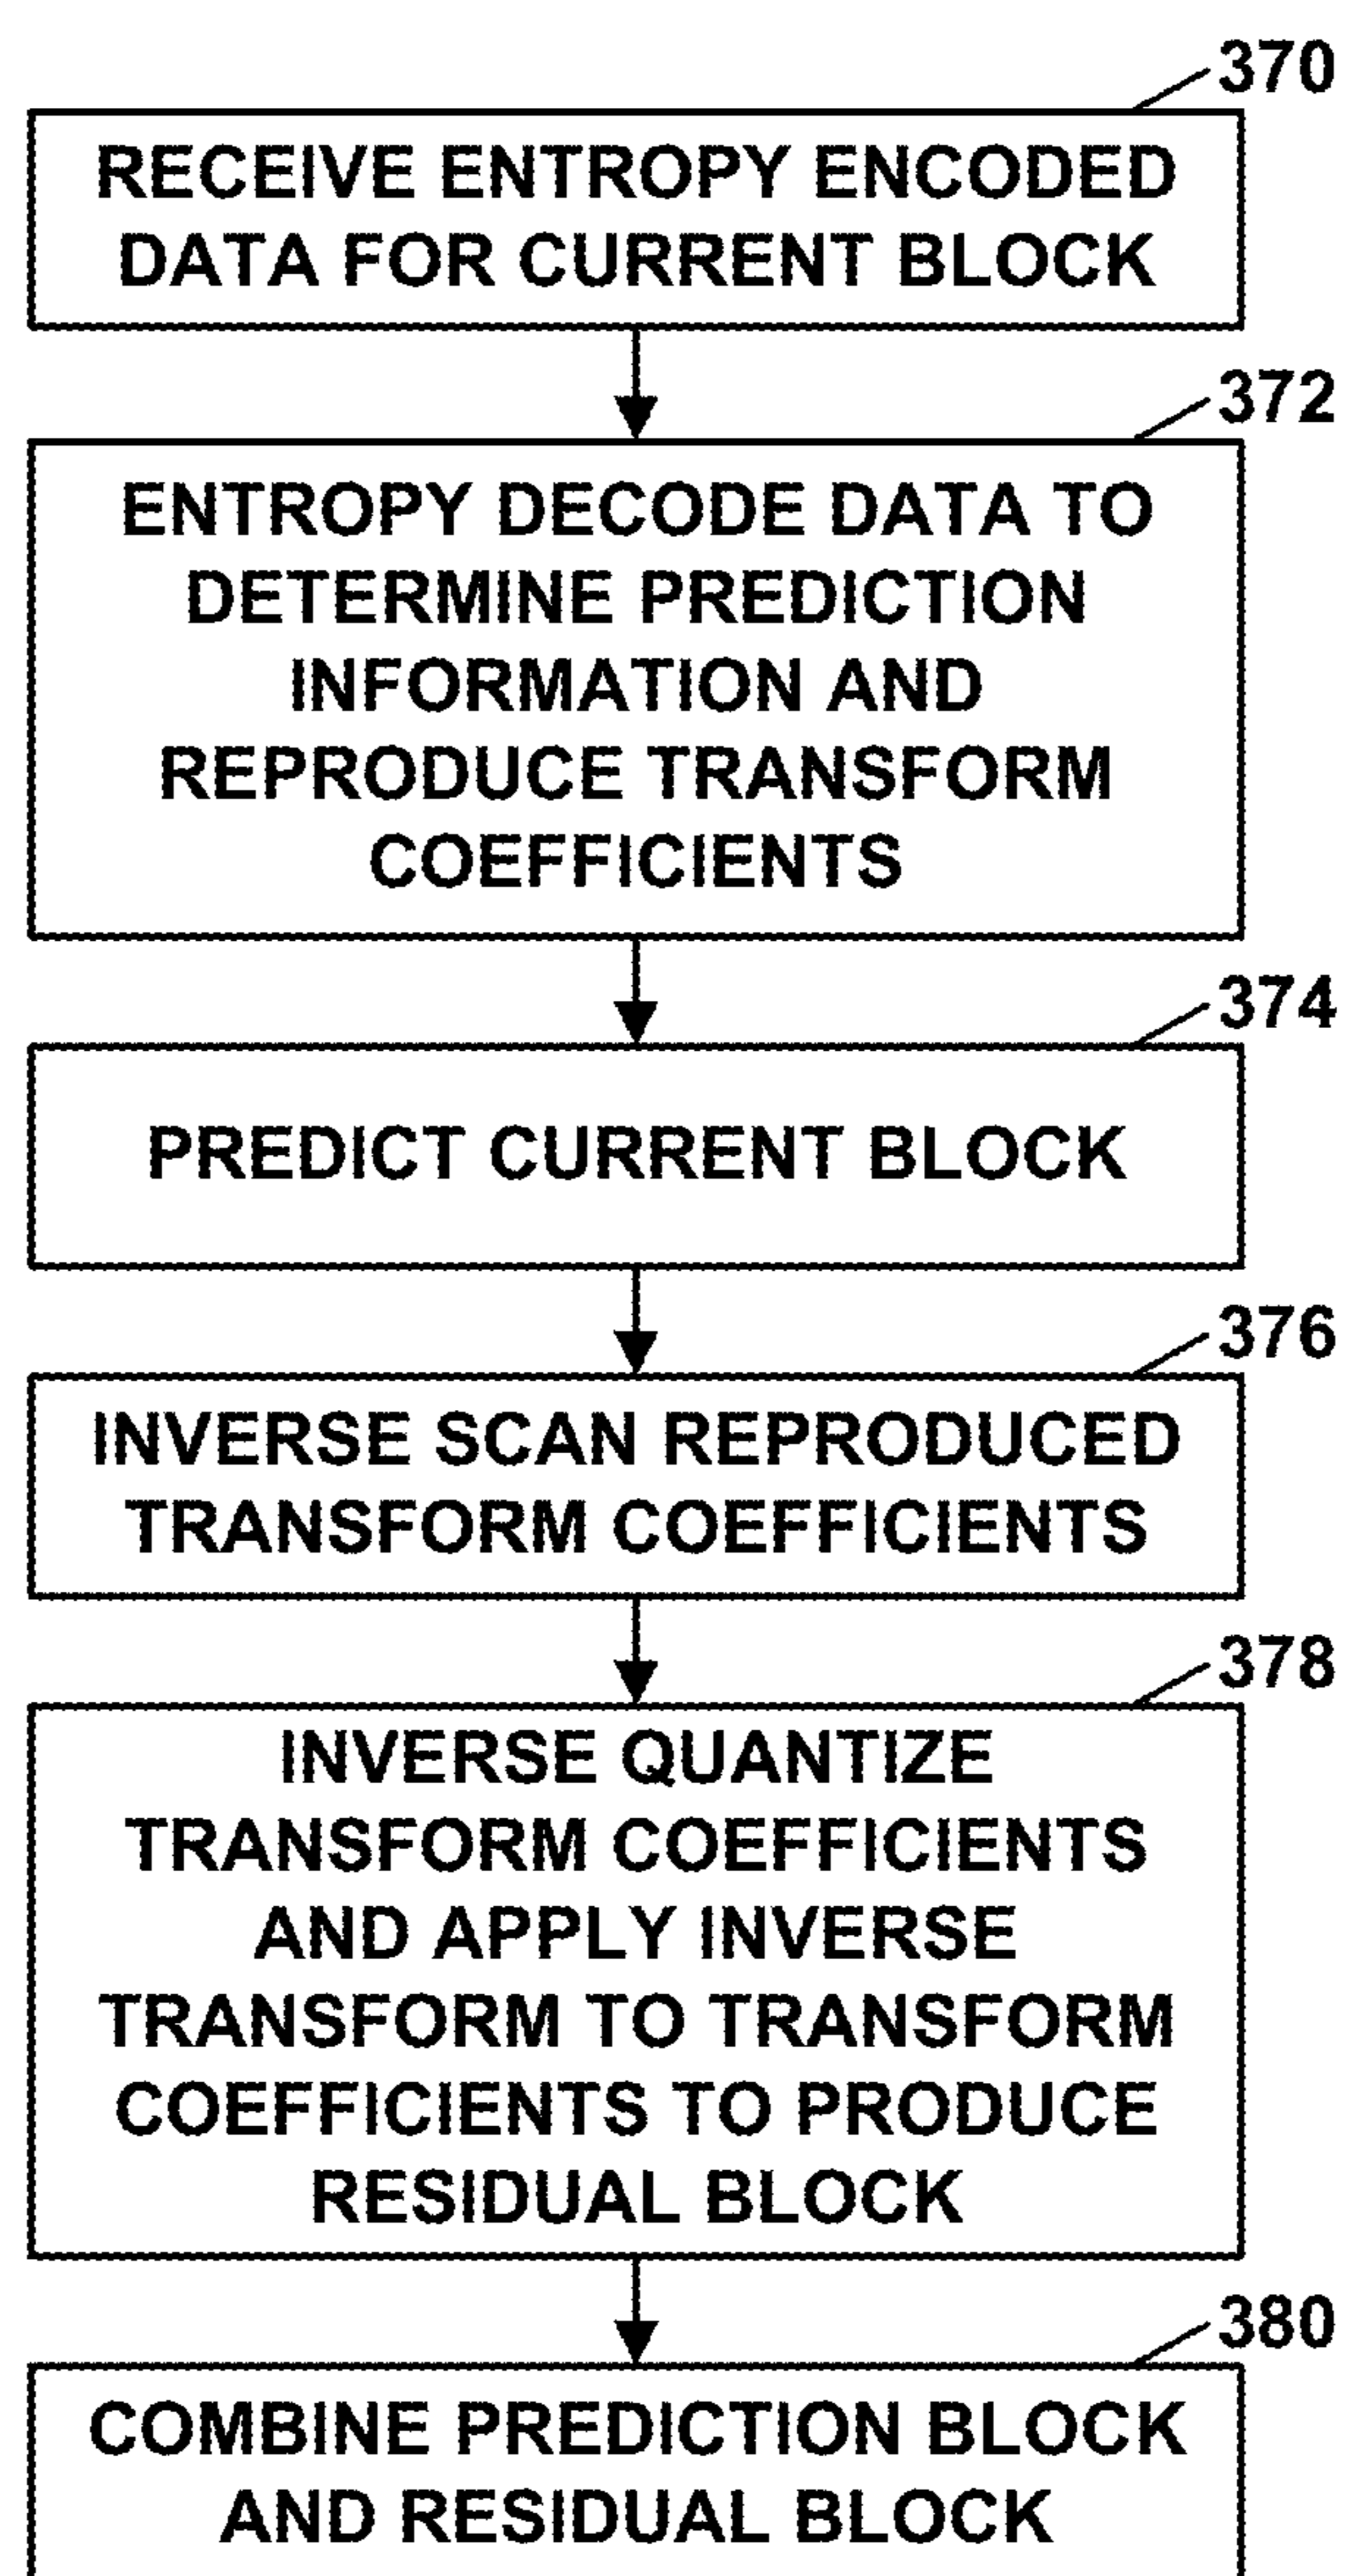 370
RECEIVE ENTROPY ENCODED
DATA FOR CURRENT BLOCK
372
ENTROPY DECODE DATA TO
DETERMINE PREDICTION
INFORMATION AND
REPRODUCE TRANSFORM
COEFFICIENTS
374
PREDICT CURRENT BLOCK
376
INVERSE SCAN REPRODUCED
TRANSFORM COEFFICIENTS
378
INVERSE QUANTIZE
TRANSFORM COEFFICIENTS
AND APPLY INVERSE
TRANSFORM TO TRANSFORM
COEFFICIENTS TO PRODUCE
RESIDUAL BLOCK
380
COMBINE PREDICTION BLOCK
AND RESIDUAL BLOCK